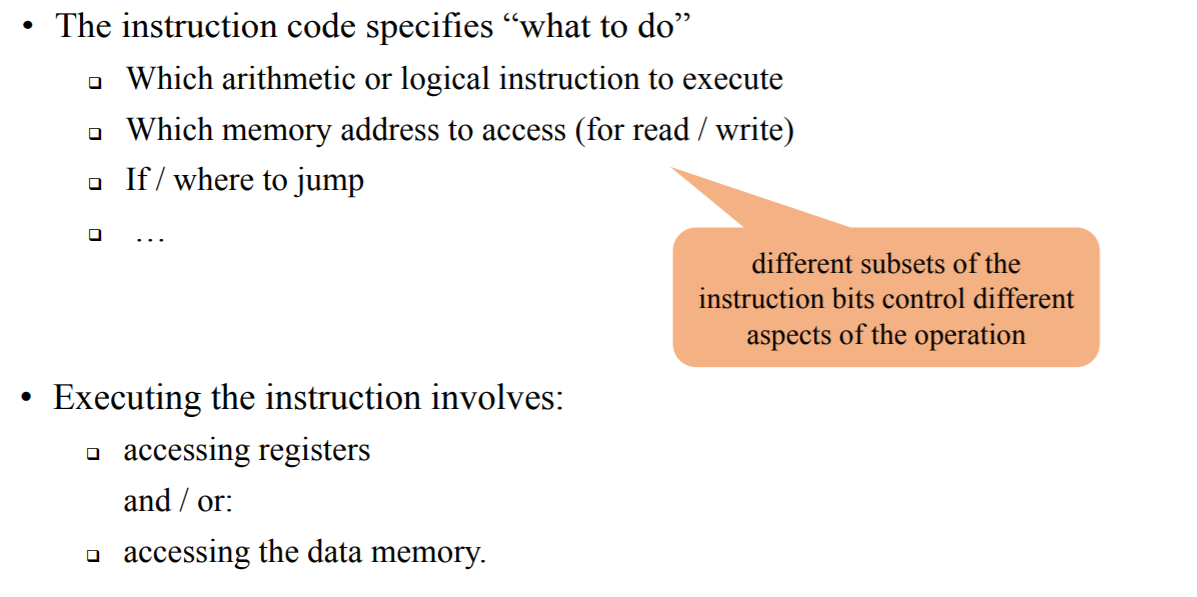 • The instruction code specifies “what to do”
❑ Which arithmetic or logical instruction to execute
❑ Which memory address to access (for read / write)
❑ If / where to jump
❑ …
different subsets of the
instruction bits control different
aspects of the operation
• Executing the instruction involves:
❑ accessing registers
and / or:
❑ accessing the data memory.